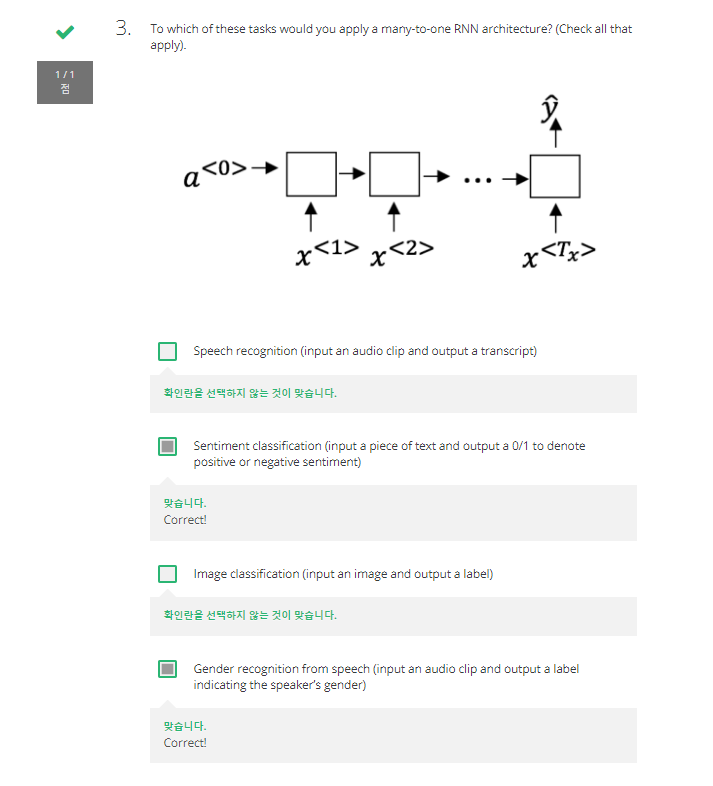 3. To which of these tasks would you apply a many-to-one RNN architecture? (Check all that
apply).
1 / 1
점
ŷ
a<0>
x<1> x<2> ... x<Tx>
Speech recognition (input an audio clip and output a transcript)
확인란을 선택하지 않는 것이 맞습니다.
Sentiment classification (input a piece of text and output a 0/1 to denote
positive or negative sentiment)
맞습니다.
Correct!
Image classification (input an image and output a label)
확인란을 선택하지 않는 것이 맞습니다.
Gender recognition from speech (input an audio clip and output a label
indicating the speaker's gender)
맞습니다.
Correct!